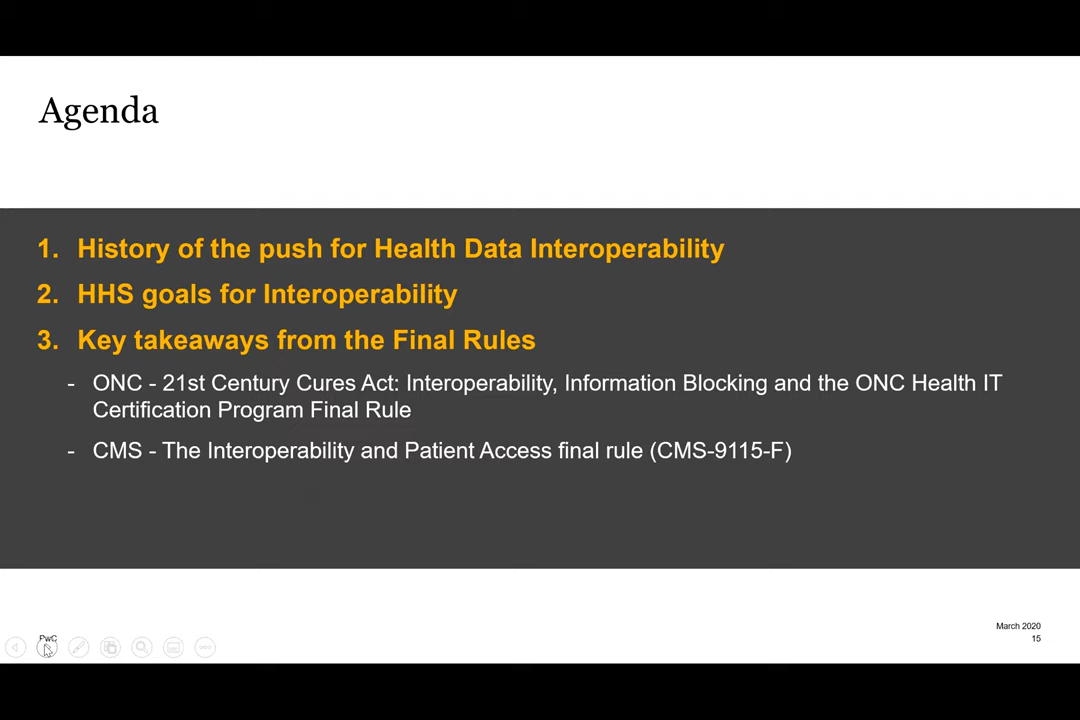 Agenda
1. History of the push for Health Data Interoperability
2. HHS goals for Interoperability
3. Key takeaways from the Final Rules
- ONC - 21st Century Cures Act: Interoperability, Information Blocking and the ONC Health IT
Certification Program Final Rule
- CMS - The Interoperability and Patient Access final rule (CMS-9115-F)
PwC
March 2020
15